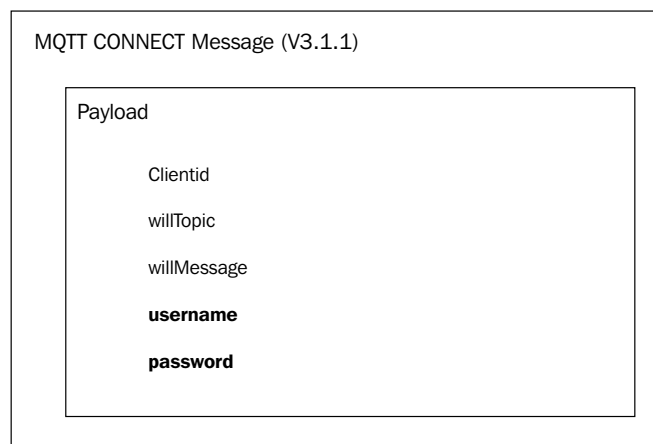 MQTT CONNECT Message (V3.1.1)
Payload
Clientid
willTopic
willMessage
username
password